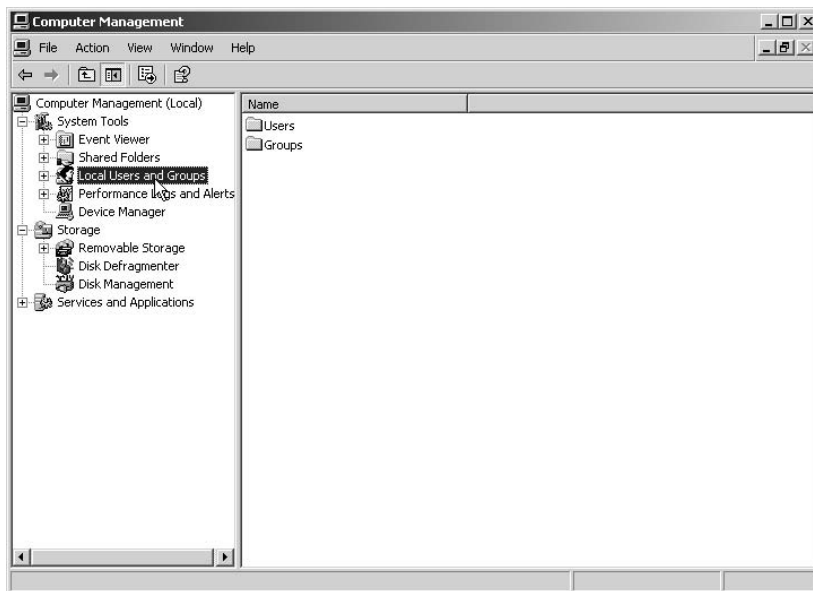 Computer Management
File Action View Window Help
Computer Management (Local)
System Tools
Event Viewer
Shared Folders
Local Users and Groups
Performance Logs and Alerts
Device Manager
Storage
Removable Storage
Disk Defragmenter
Disk Management
Services and Applications
Name
Users
Groups